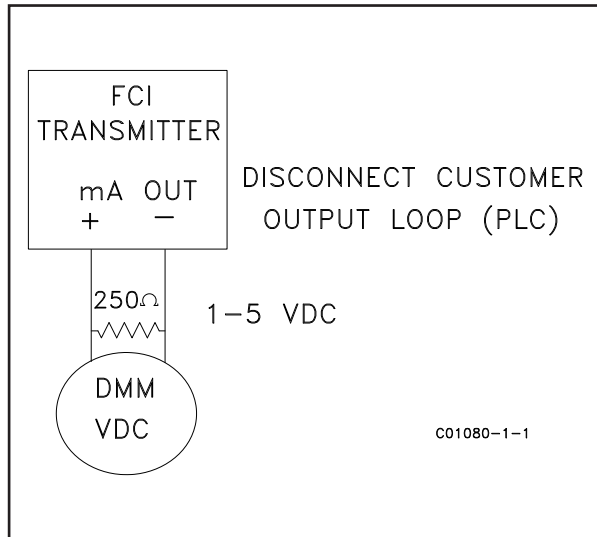 FCI
TRANSMITTER
mA OUT
+ −
DISCONNECT CUSTOMER
OUTPUT LOOP (PLC)
250Ω
1−5 VDC
DMM
VDC
C01080−1−1